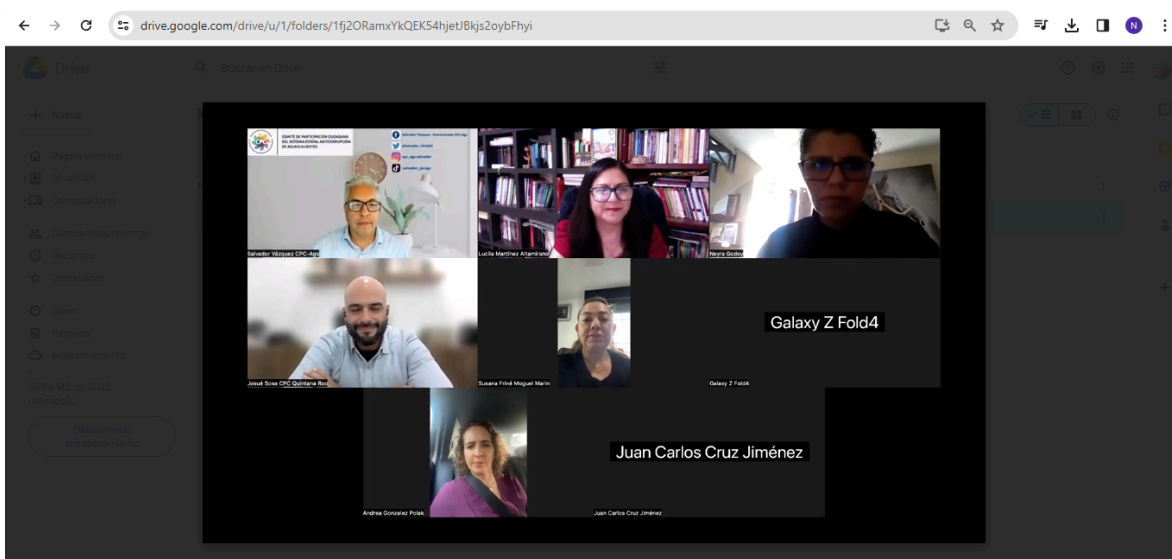 drive.google.com/drive/u/1/folders/1fj2ORamxYkQEK54hjetJBkjs2oybFhyi
N
Drive
Buscar en Drive
Nuevo
Página principal
Mi unidad
Computadoras
Compartido conmigo
Recientes
Destacados
Spam
Papelera
Almacenamiento
Obtener más
almacenamiento
COMITÉ DE PARTICIPACIÓN CIUDADANA
DEL SISTEMA ESTATAL ANTICORRUPCIÓN
DE AGUASCALIENTES
Salvador Vázquez CPC-Ags
Lucila Martínez Altamirano
Neyra Godoy
Josué Sosa CPC Quintana Roo
Susana Friné Moguel Marín
Galaxy Z Fold4
Galaxy Z Fold4
Andrea Gonzalez Polak
Juan Carlos Cruz Jiménez
Juan Carlos Cruz Jiménez